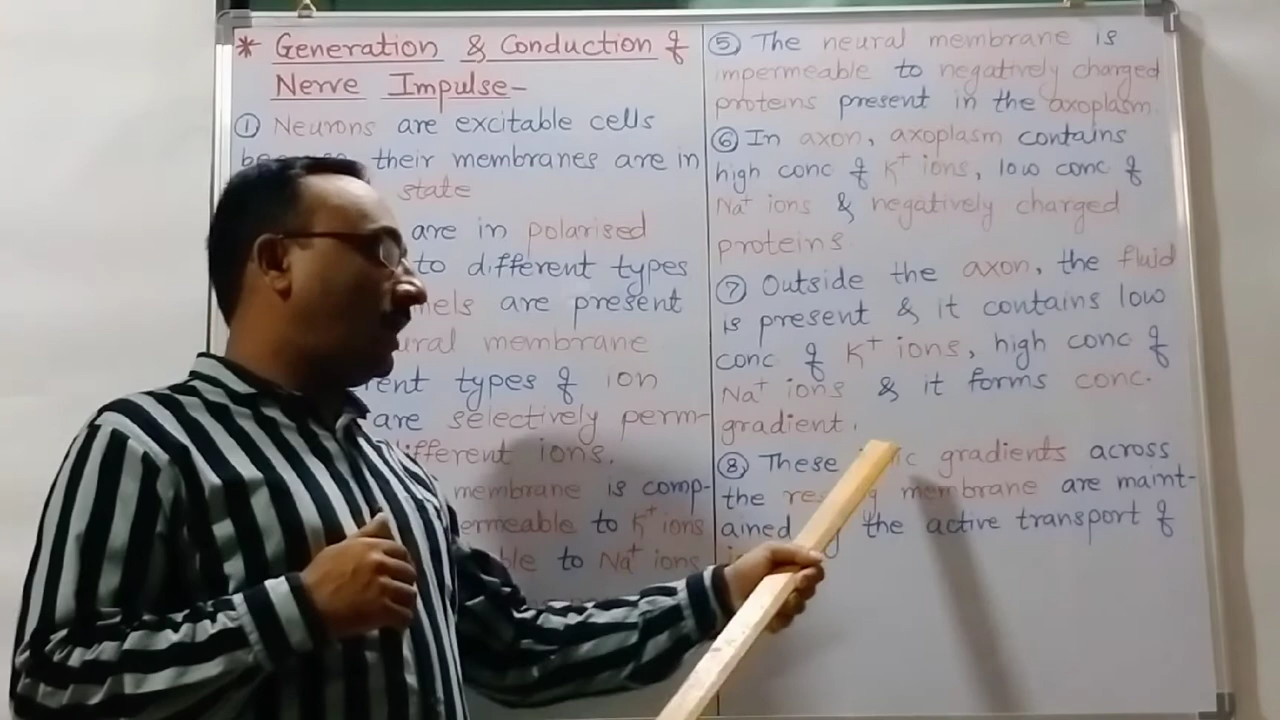 * Generation & Conduction of
Nerve Impulse-
① Neurons are excitable cells
their membranes are in
state
are in polarised
to different types
are present
membrane
types of ion
are selectively perm-
different ions.
membrane is comp-
to K⁺ ions
to Na⁺ ions
⑤ The neural membrane is
impermeable to negatively charged
proteins present in the axoplasm
⑥ In axon, axoplasm contains
high conc of K⁺ ions, low conc of
Na⁺ ions & negatively charged
proteins
⑦ Outside the axon, the fluid
is present & it contains low
conc of K⁺ ions, high conc of
Na⁺ ions & it forms conc.
gradient.
⑧ These gradients across
the membrane are maint-
ained the active transport of